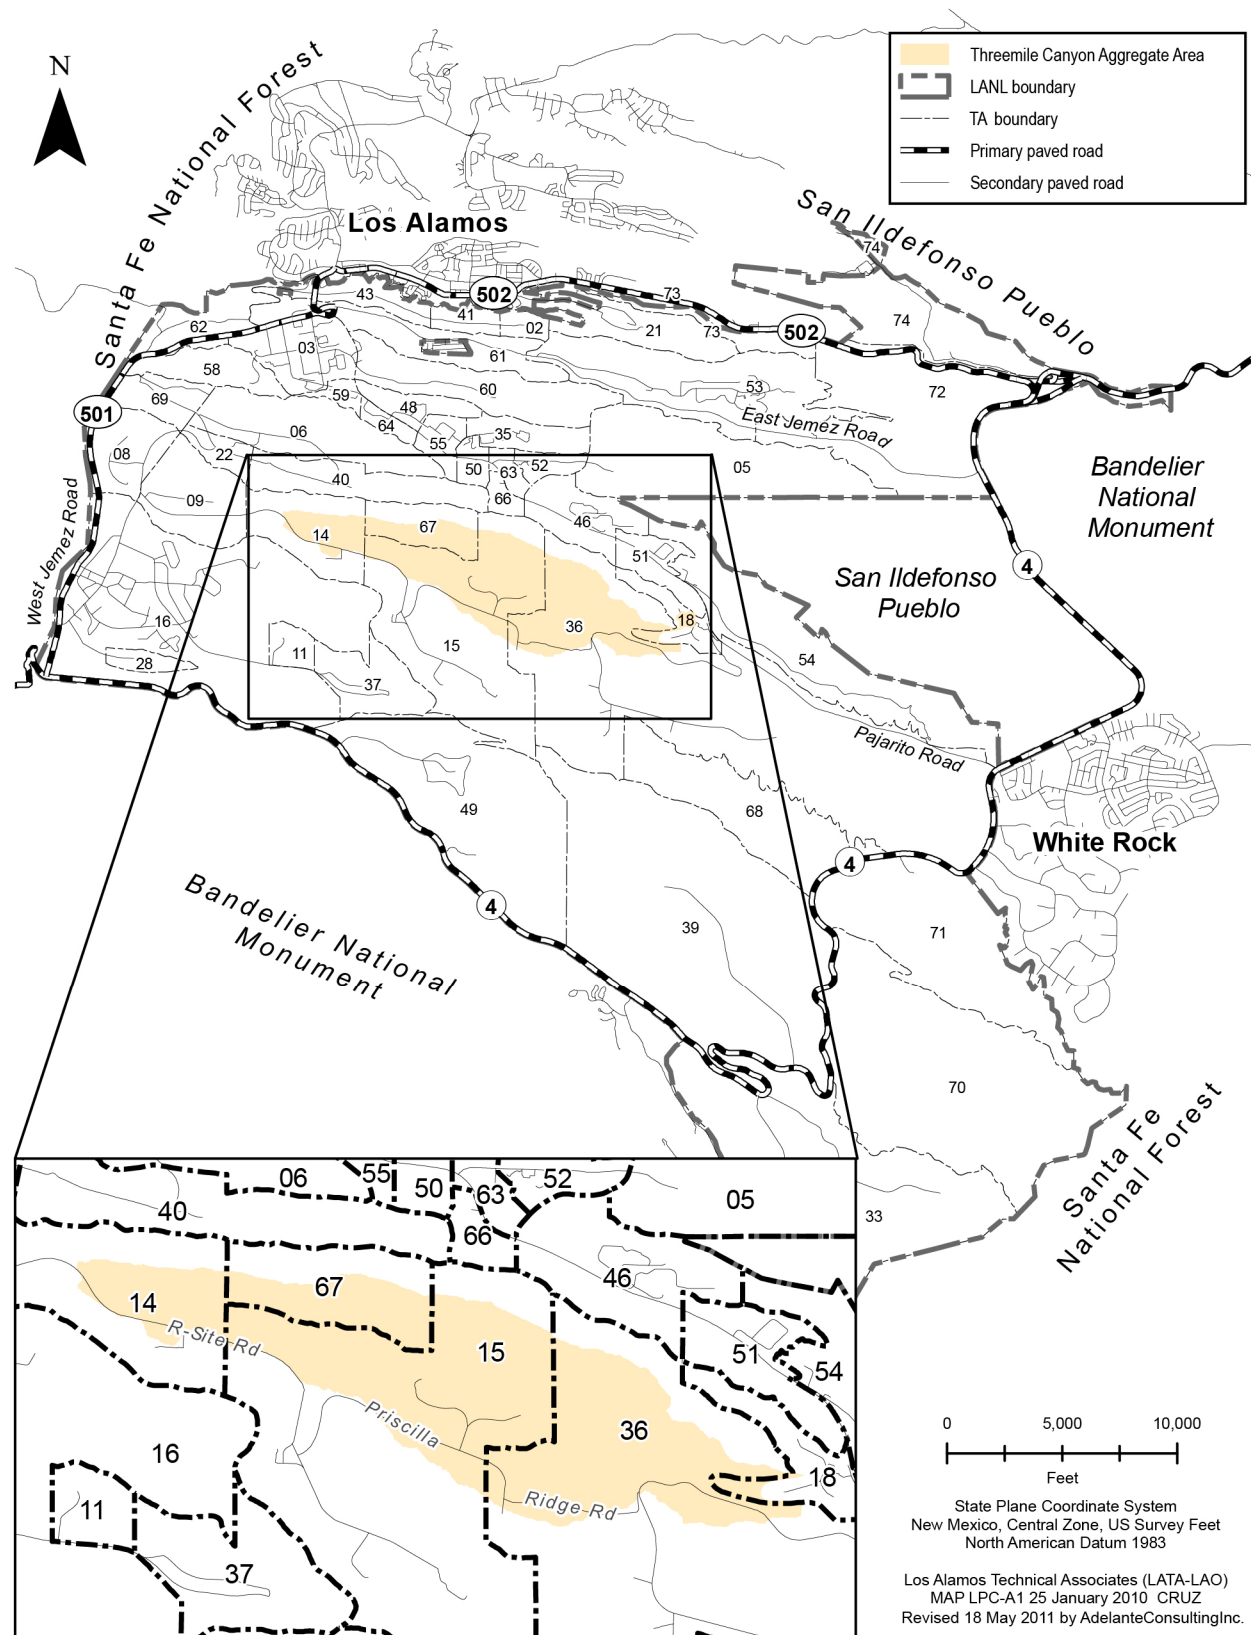 N
Santa Fe National Forest
Threemile Canyon Aggregate Area
LANL boundary
TA boundary
Primary paved road
Secondary paved road
Los Alamos
San Ildefonso Pueblo
74
502
43
41
73
02
21
73
502
74
62
03
61
58
59
60
53
72
69
501
48
64
55
35
East Jemez Road
06
08
22
50
63
52
05
40
66
09
46
67
14
51
Bandelier
National
Monument
4
San Ildefonso
Pueblo
West Jemez Road
16
36
18
15
11
28
37
54
Pajarito Road
49
68
White Rock
4
4
Bandelier National
Monument
39
71
70
Santa Fe
National Forest
33
06
55
50
63
52
05
40
66
46
67
14
R-Site Rd
15
51
54
Priscilla
36
16
18
Ridge Rd
11
37
0 5,000 10,000
Feet
State Plane Coordinate System
New Mexico, Central Zone, US Survey Feet
North American Datum 1983
Los Alamos Technical Associates (LATA-LAO)
MAP LPC-A1 25 January 2010 CRUZ
Revised 18 May 2011 by AdelanteConsultingInc.